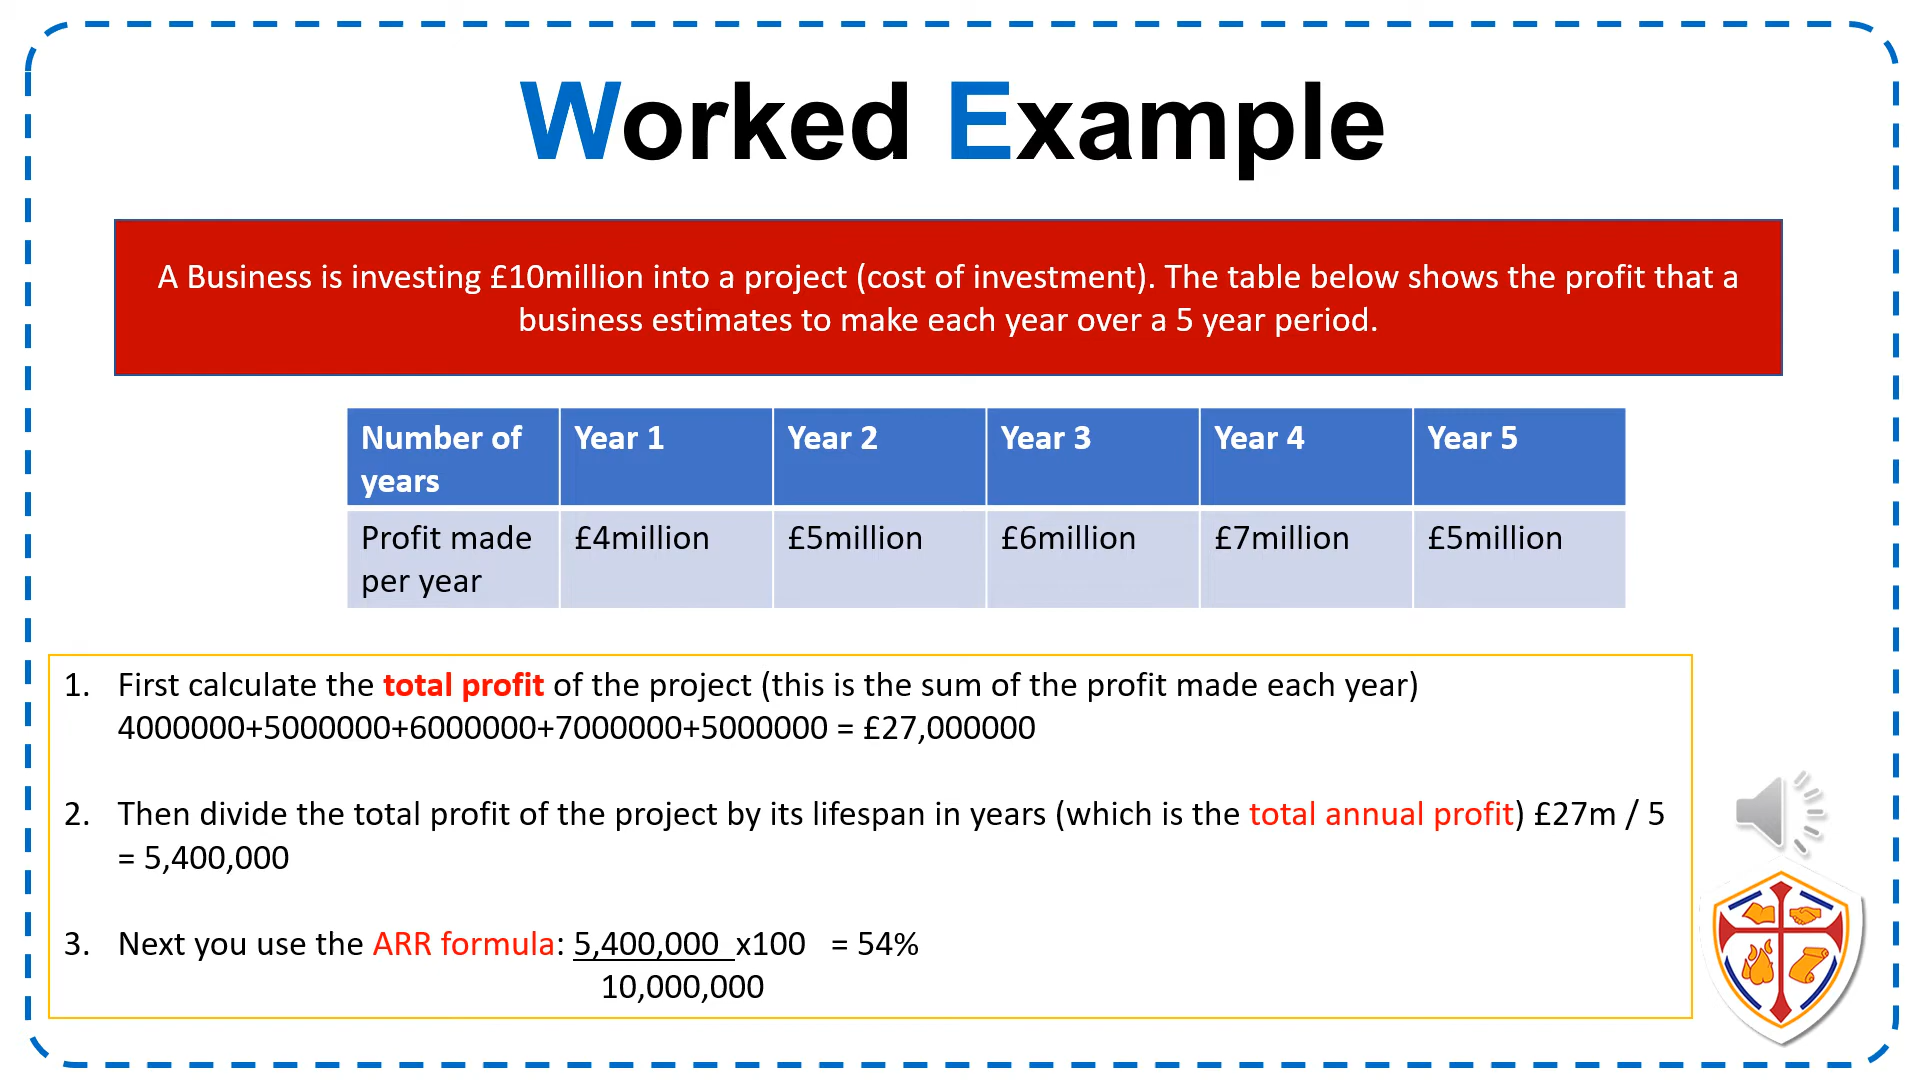 Worked Example
A Business is investing £10million into a project (cost of investment). The table below shows the profit that a
business estimates to make each year over a 5 year period.
Number of years Year 1 Year 2 Year 3 Year 4 Year 5
Profit made per year £4million £5million £6million £7million £5million
1. First calculate the total profit of the project (this is the sum of the profit made each year)
4000000+5000000+6000000+7000000+5000000 = £27,000000
2. Then divide the total profit of the project by its lifespan in years (which is the total annual profit) £27m / 5
= 5,400,000
3. Next you use the ARR formula: 5,400,000 x100 = 54%
10,000,000